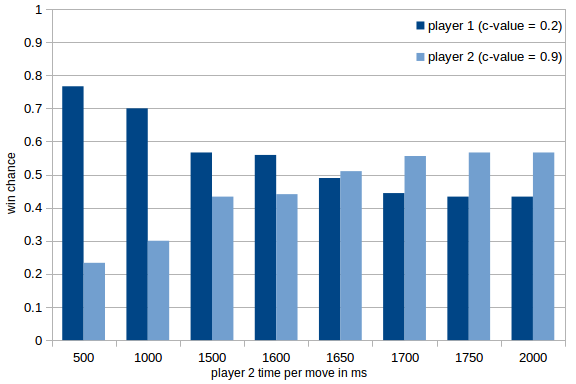 1
0.9
0.8
0.7
0.6
0.5
0.4
0.3
0.2
0.1
0
win chance
player 1 (c-value = 0.2)
player 2 (c-value = 0.9)
500 1000 1500 1600 1650 1700 1750 2000
player 2 time per move in ms